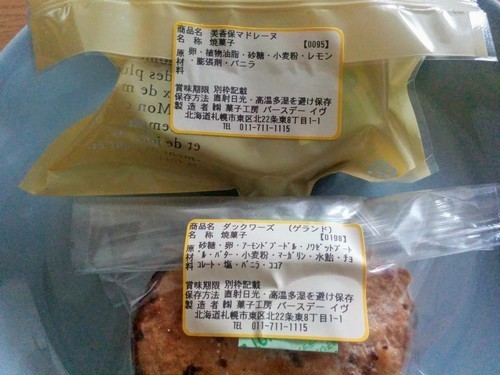 商品名 美香保マドレーヌ
名 称 焼菓子 【0095】
原材料 卵・植物油脂・砂糖・小麦粉・レモン
・膨張剤・バニラ
賞味期限 別枠記載
保存方法 直射日光・高温多湿を避け保存
製 造 者 ㈱ 菓子工房 バースデー イヴ
北海道札幌市東区北22条東8丁目1-1
TEL 011-711-1115
商品名 ダックワーズ (ゲランド)
名 称 焼菓子 【0198】
原材料 砂糖・卵・アーモンドプードル・ノワゼットプード
ル・バター・小麦粉・マーガリン・水飴・チョ
コレート・塩・バニラ・ココア
賞味期限 別枠記載
保存方法 直射日光・高温多湿を避け保存
製 造 者 ㈱ 菓子工房 バースデー イヴ
北海道札幌市東区北22条東8丁目1-1
TEL 011-711-1115